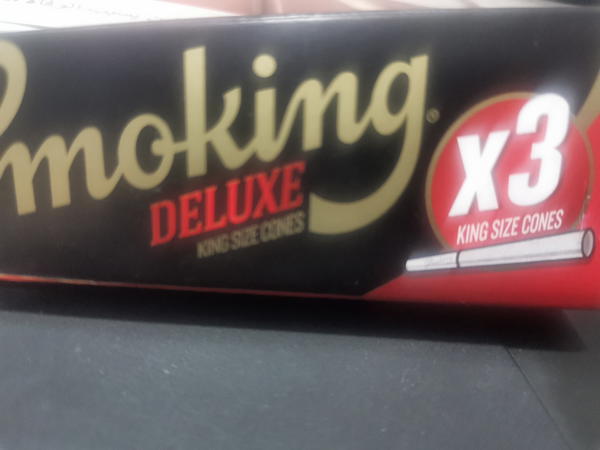 moking®
DELUXE
KING SIZE CONES
x3
KING SIZE CONES